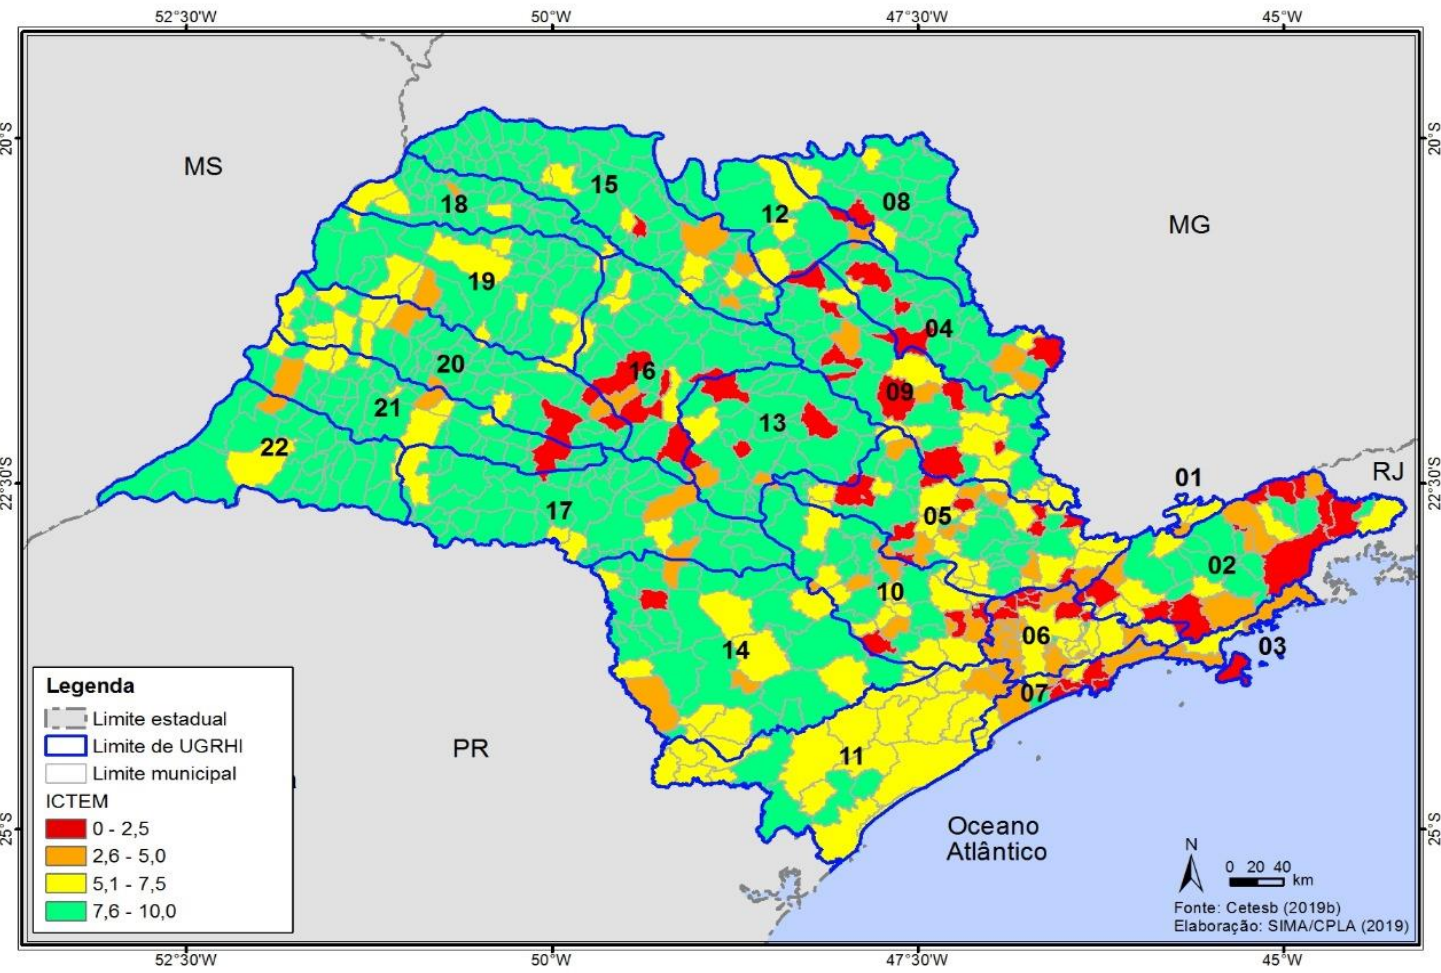 52°30'W 50°W 47°30'W 45°W
20°S 20°S
MS
15
18
12
08
MG
19
04
20
16
09
21
13
22
22°30'S 22°30'S
01
RJ
17
05
02
10
06
14
03
07
PR
11
Legenda
Limite estadual
Limite de UGRHI
Limite municipal
ICTEM
0 - 2,5
2,6 - 5,0
5,1 - 7,5
7,6 - 10,0
25°S 25°S
Oceano
Atlântico
N
0 20 40
km
Fonte: Cetesb (2019b)
Elaboração: SIMA/CPLA (2019)
52°30'W 50°W 47°30'W 45°W